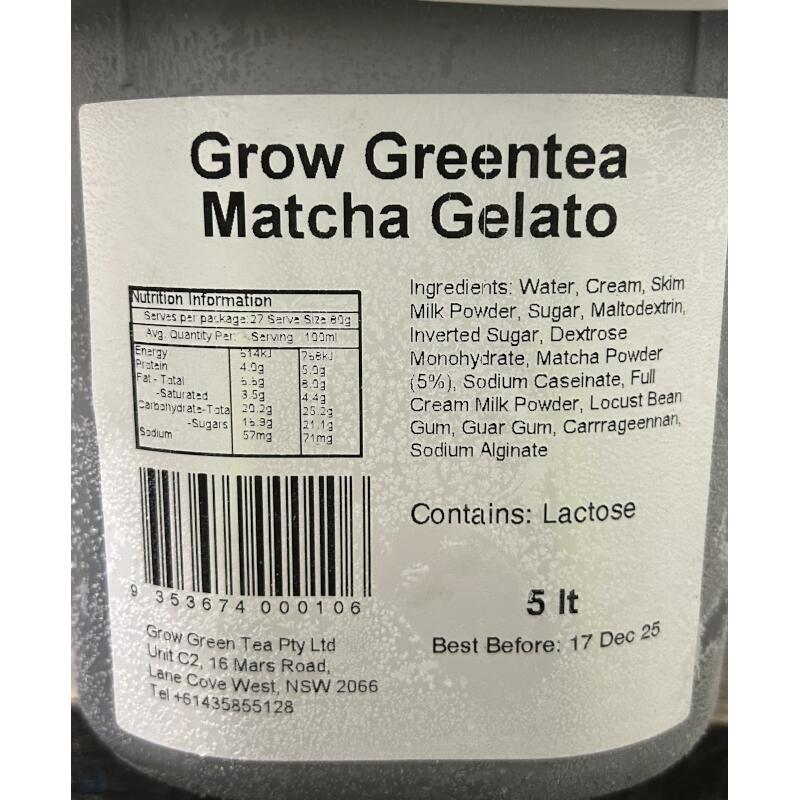 Grow Greentea
Matcha Gelato
Nutrition Information
Serves per package:27 Serve Size 80g
Avg. Quantity Per: Serving 100ml
Energy 614KJ 768KJ
Protein 4.0g 5.0g
Fat - Total 8.0g
-Saturated 3.5g 4.4g
Carbohydrate-Tota 20.2g 25.2g
-Sugars 16.9g 21.1g
Sodium 57mg 71mg
Ingredients: Water, Cream, Skim
Milk Powder, Sugar, Maltodextrin,
Inverted Sugar, Dextrose
Monohydrate, Matcha Powder
(5%), Sodium Caseinate, Full
Cream Milk Powder, Locust Bean
Gum, Guar Gum, Carrrageennan,
Sodium Alginate
Contains: Lactose
5 lt
Best Before: 17 Dec 25
9 353674 000106
Grow Green Tea Pty Ltd
Unit C2, 16 Mars Road,
Lane Cove West, NSW 2066
Tel +61435855128